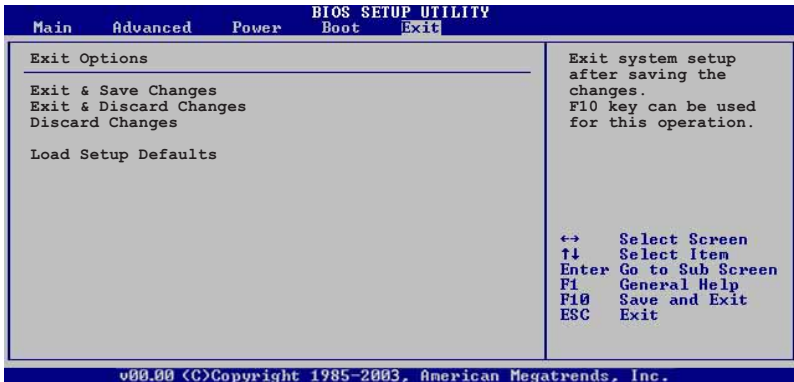 BIOS SETUP UTILITY
Main Advanced Power Boot Exit
Exit Options
Exit & Save Changes
Exit & Discard Changes
Discard Changes
Load Setup Defaults
Exit system setup
after saving the
changes.
F10 key can be used
for this operation.
←→ Select Screen
↑↓ Select Item
Enter Go to Sub Screen
F1 General Help
F10 Save and Exit
ESC Exit
v00.00 (C)Copyright 1985-2003, American Megatrends, Inc.